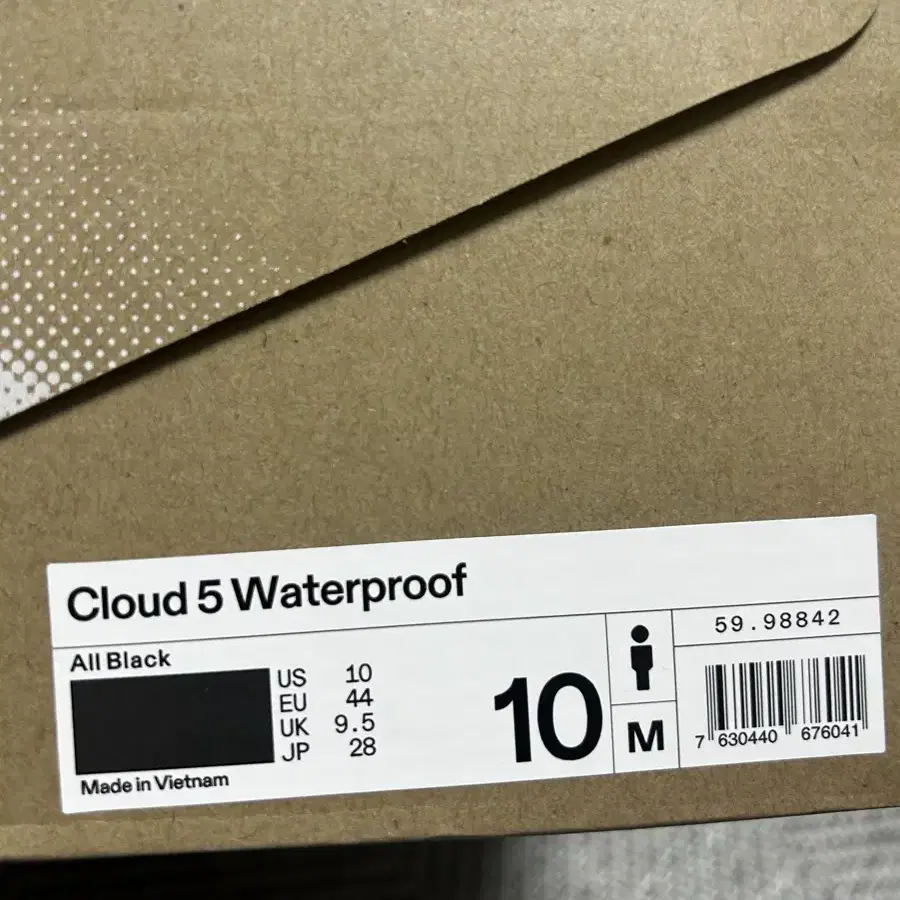 Cloud 5 Waterproof
All Black
US 10
EU 44
UK 9.5
JP 28
Made in Vietnam
10
M
59.98842
7 630440 676041